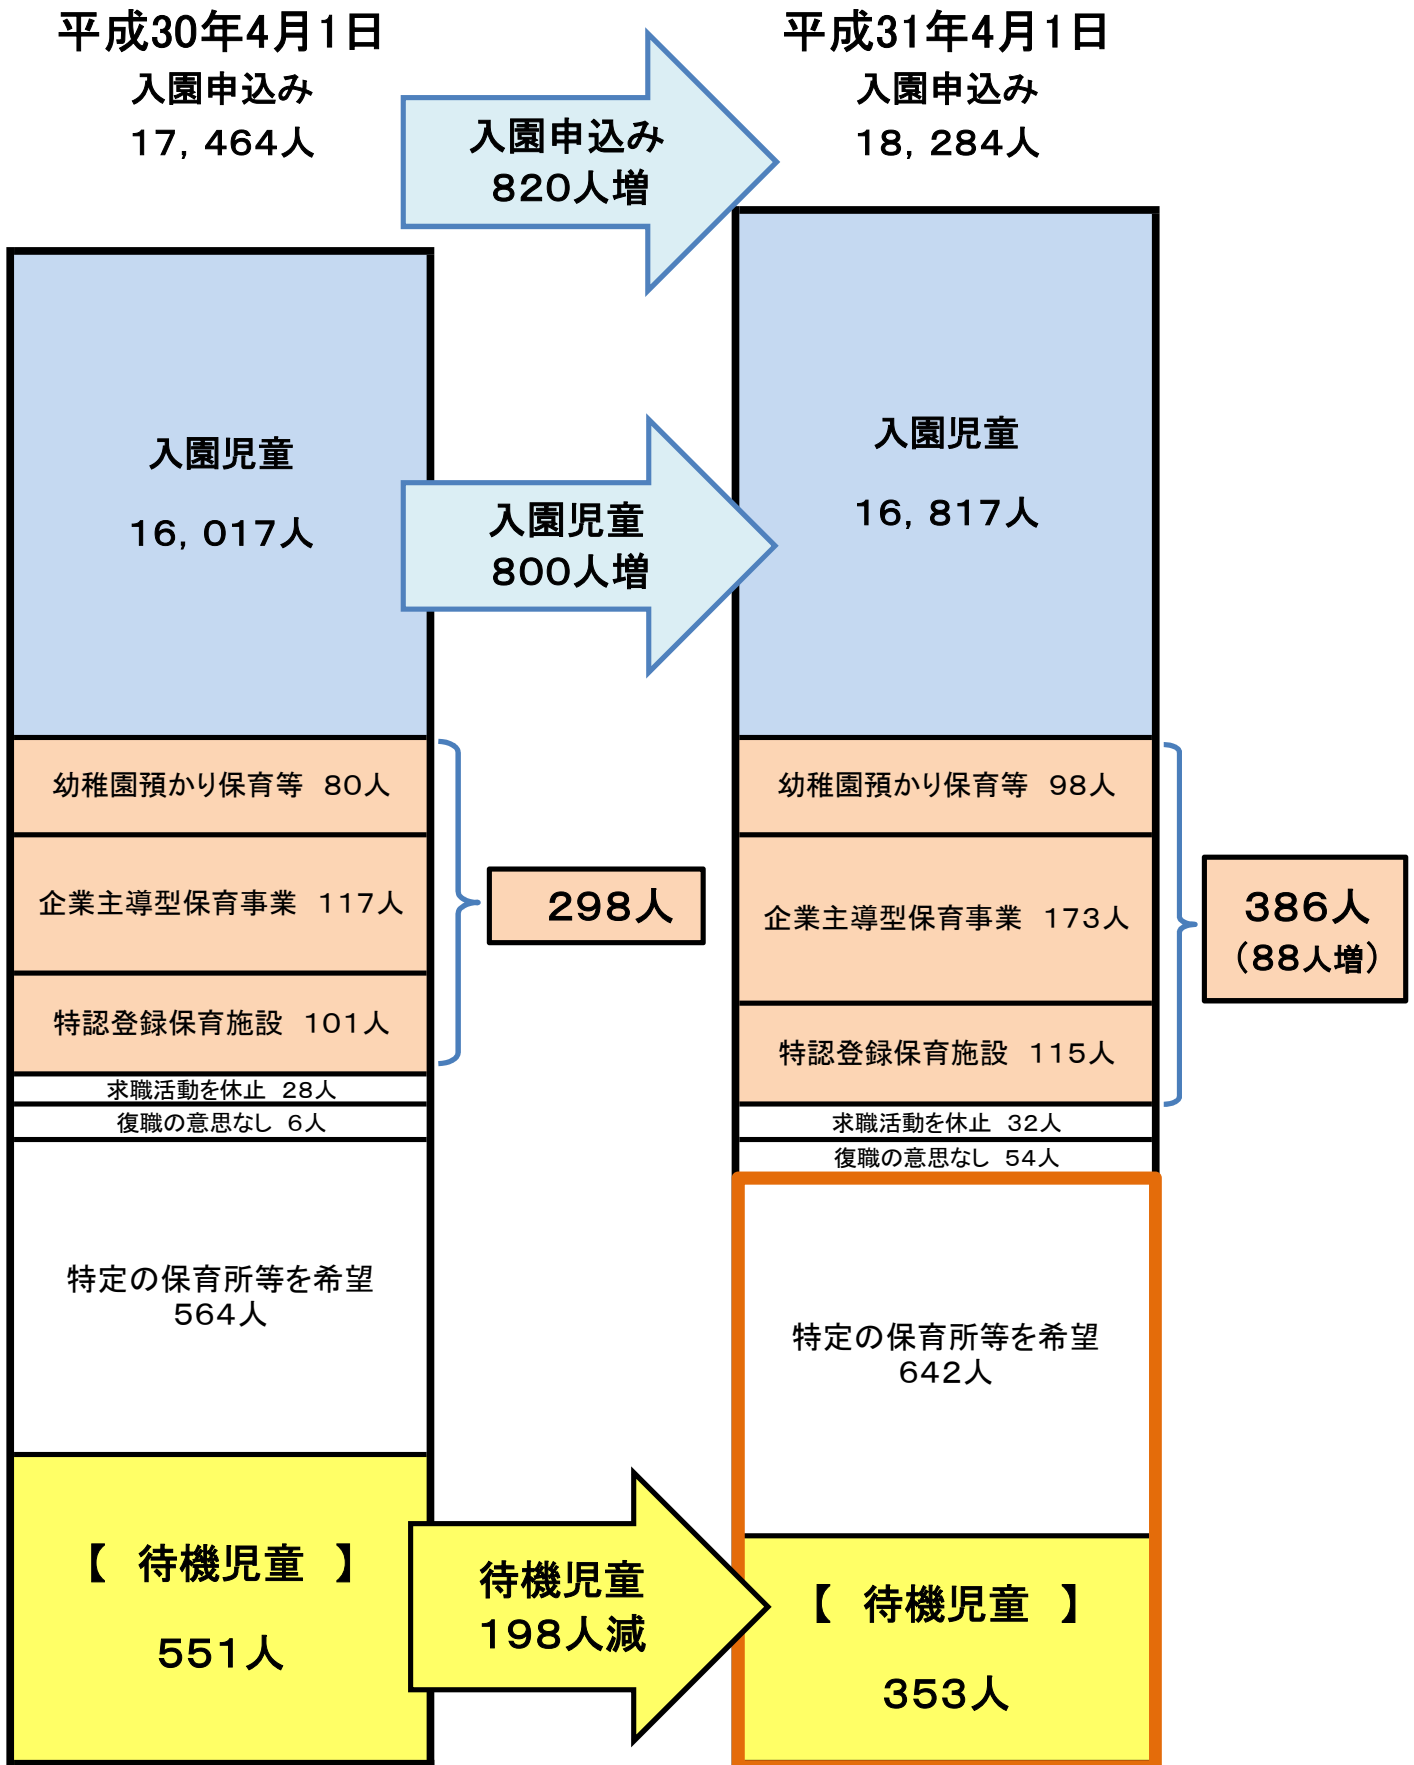 平成30年4月1日
入園申込み
17，464人
入園申込み
820人増
平成31年4月1日
入園申込み
18，284人
入園児童
16，017人
入園児童
800人増
入園児童
16，817人
幼稚園預かり保育等　80人
企業主導型保育事業　117人
特認登録保育施設　101人
298人
求職活動を休止　28人
復職の意思なし　6人
特定の保育所等を希望
564人
【　待機児童　】
551人
待機児童
198人減
幼稚園預かり保育等　98人
企業主導型保育事業　173人
特認登録保育施設　115人
386人
（88人増）
求職活動を休止　32人
復職の意思なし　54人
特定の保育所等を希望
642人
【　待機児童　】
353人